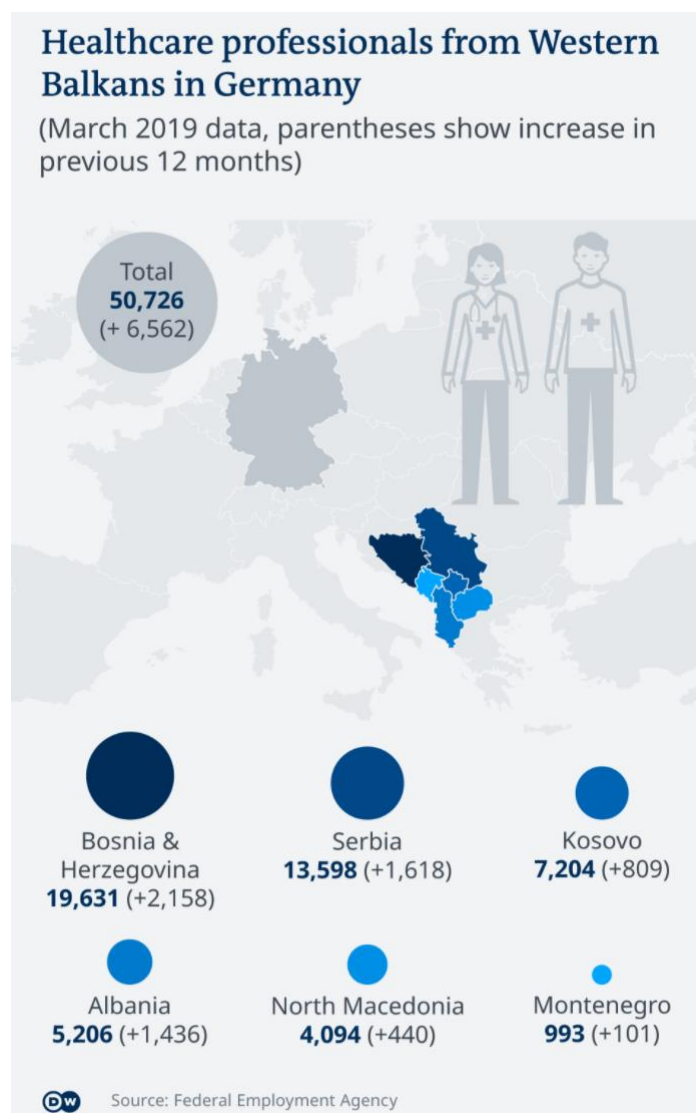 Healthcare professionals from Western
Balkans in Germany
(March 2019 data, parentheses show increase in
previous 12 months)
Total
50,726
(+ 6,562)
Bosnia &
Herzegovina
19,631 (+2,158)
Serbia
13,598 (+1,618)
Kosovo
7,204 (+809)
Albania
5,206 (+1,436)
North Macedonia
4,094 (+440)
Montenegro
993 (+101)
DW Source: Federal Employment Agency